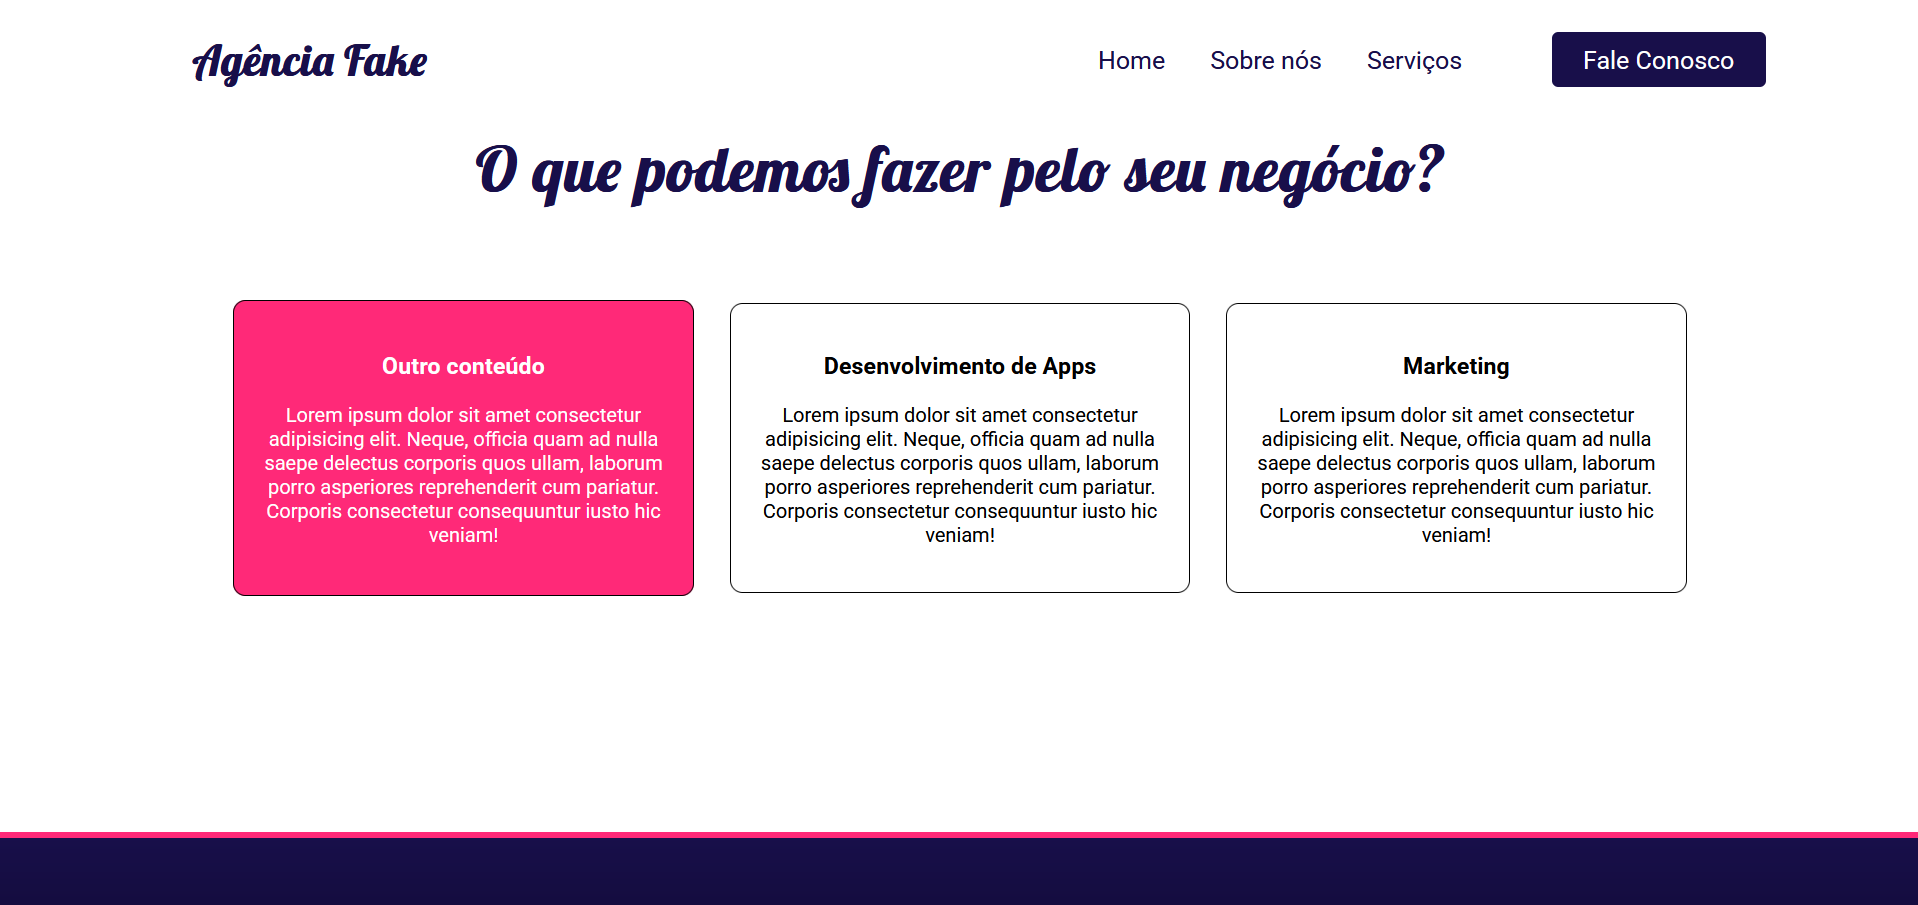 Agência Fake
Home
Sobre nós
Serviços
Fale Conosco
O que podemos fazer pelo seu negócio?
Outro conteúdo
Lorem ipsum dolor sit amet consectetur
adipisicing elit. Neque, officia quam ad nulla
saepe delectus corporis quos ullam, laborum
porro asperiores reprehenderit cum pariatur.
Corporis consectetur consequuntur iusto hic
veniam!
Desenvolvimento de Apps
Lorem ipsum dolor sit amet consectetur
adipisicing elit. Neque, officia quam ad nulla
saepe delectus corporis quos ullam, laborum
porro asperiores reprehenderit cum pariatur.
Corporis consectetur consequuntur iusto hic
veniam!
Marketing
Lorem ipsum dolor sit amet consectetur
adipisicing elit. Neque, officia quam ad nulla
saepe delectus corporis quos ullam, laborum
porro asperiores reprehenderit cum pariatur.
Corporis consectetur consequuntur iusto hic
veniam!